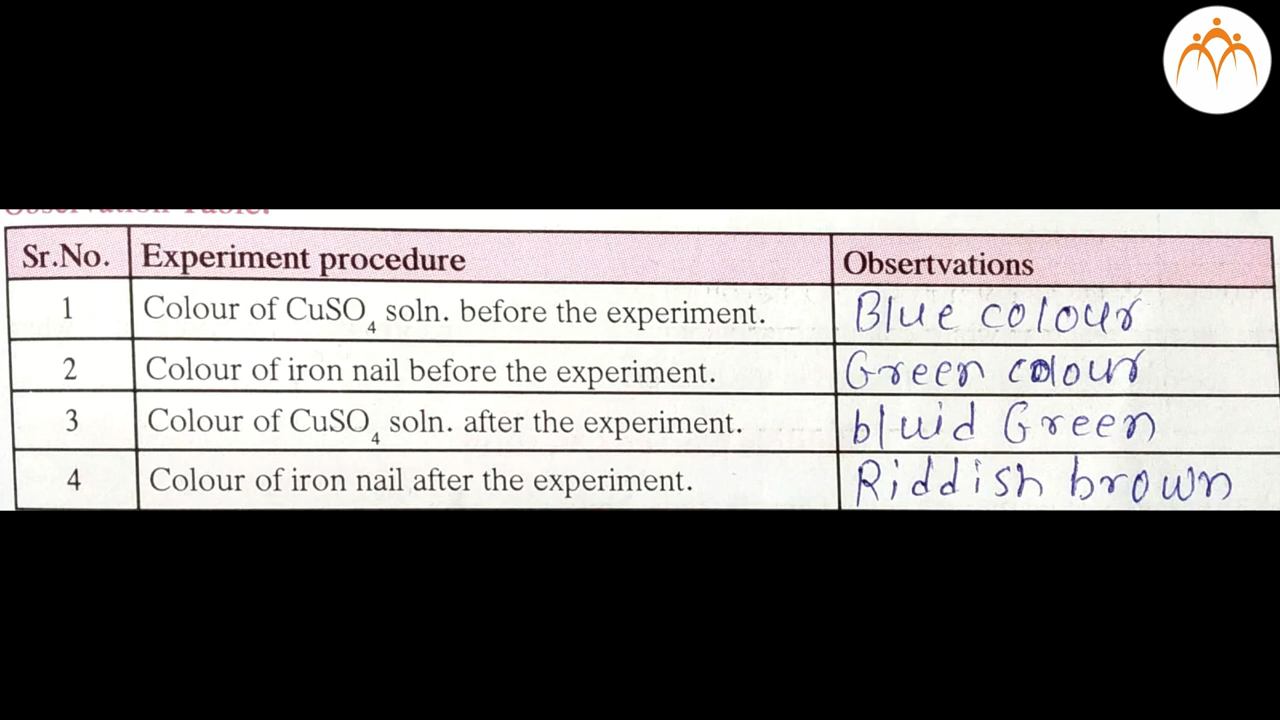 Observation Table:
Sr.No. Experiment procedure Obsertvations
1 Colour of CuSO4 soln. before the experiment. Blue colour
2 Colour of iron nail before the experiment. Green colour
3 Colour of CuSO4 soln. after the experiment. bluid Green
4 Colour of iron nail after the experiment. Riddish brown